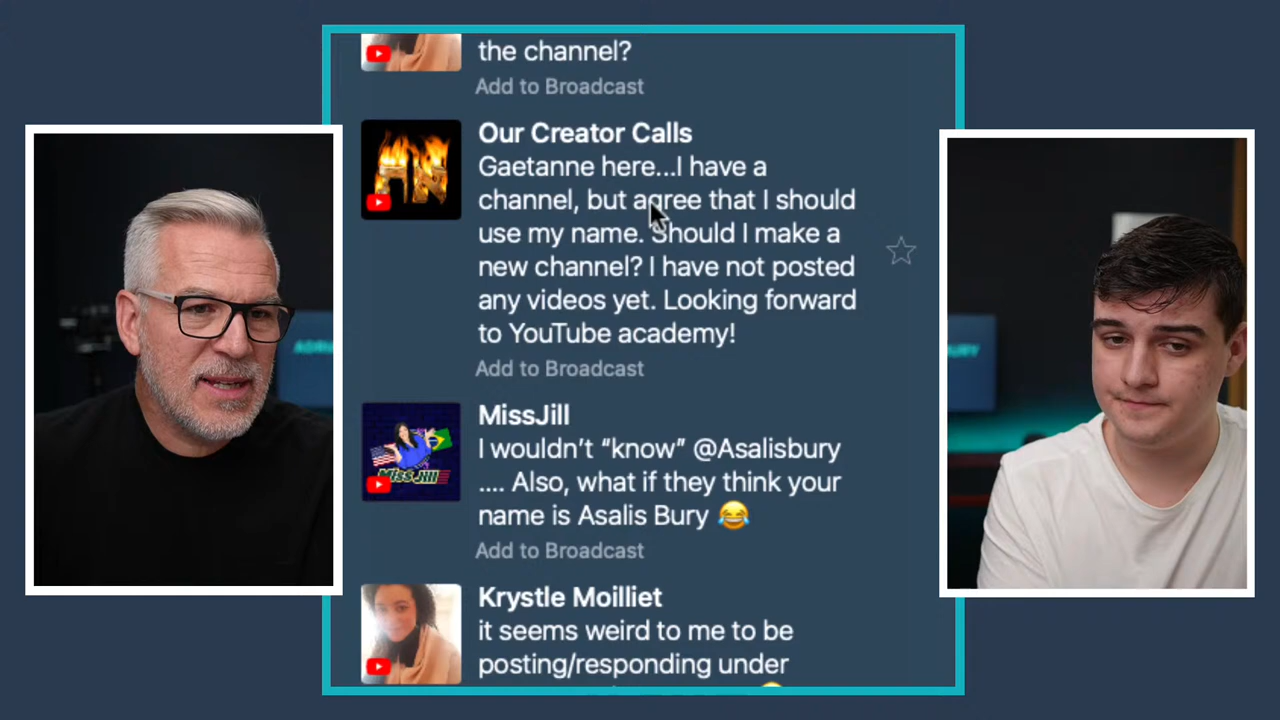 the channel?
Add to Broadcast
Our Creator Calls
Gaetanne here...I have a
channel, but agree that I should
use my name. Should I make a
new channel? I have not posted
any videos yet. Looking forward
to YouTube academy!
Add to Broadcast
MissJill
I wouldn't “know” @Asalisbury
.... Also, what if they think your
name is Asalis Bury 😂
Add to Broadcast
Miss Jill
Krystle Moilliet
it seems weird to me to be
posting/responding under